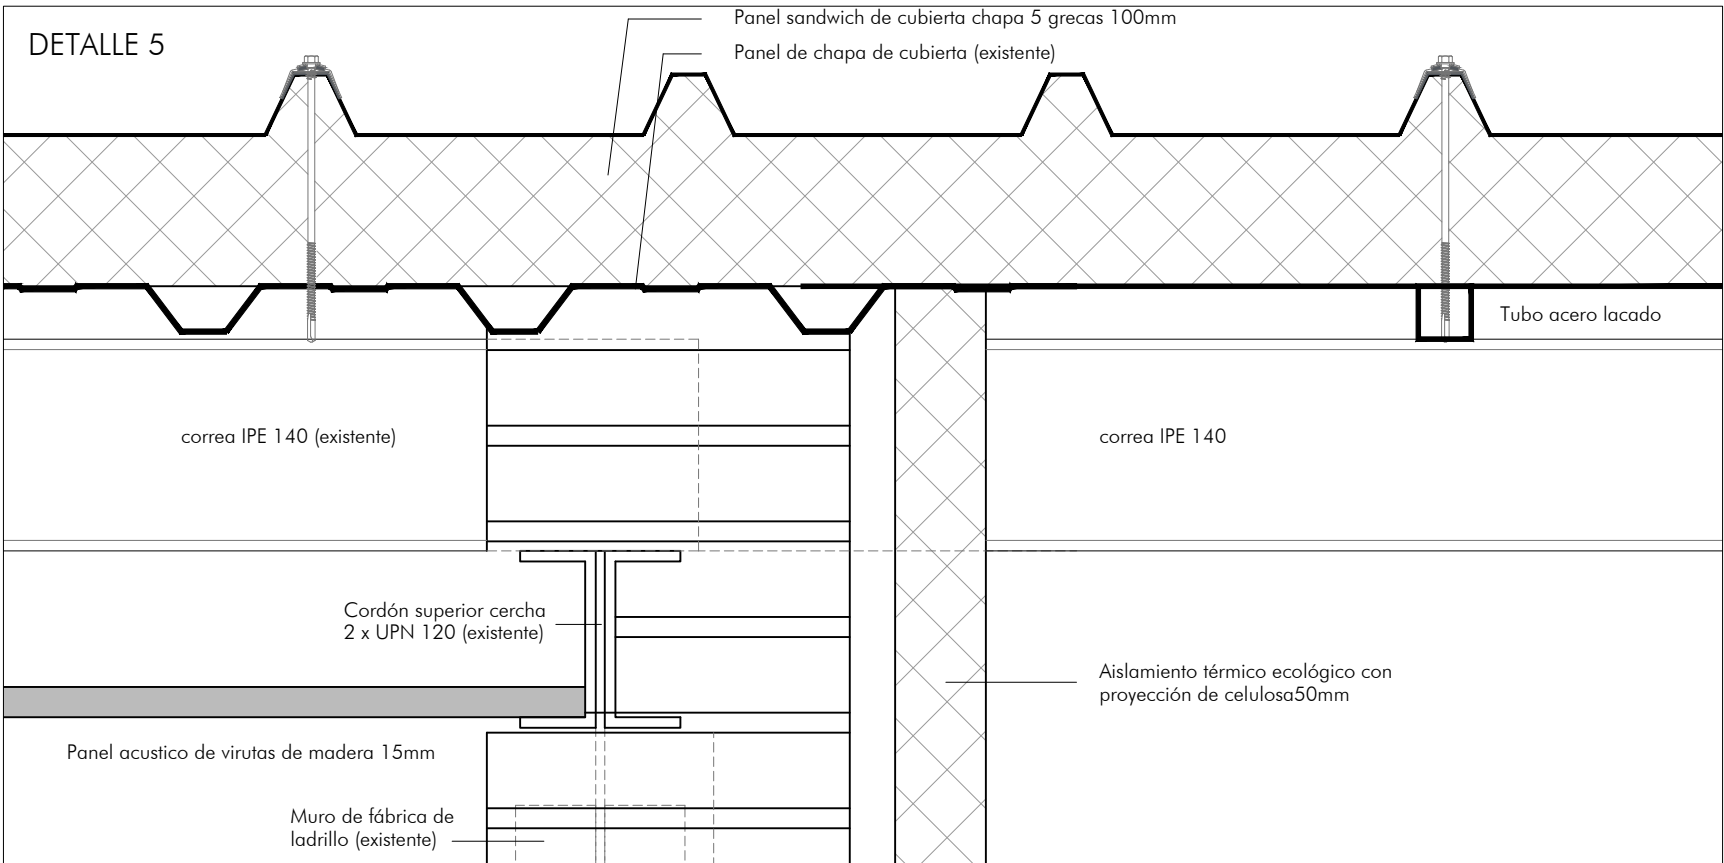 DETALLE 5
Panel sandwich de cubierta chapa 5 grecas 100mm
Panel de chapa de cubierta (existente)
Tubo acero lacado
correa IPE 140 (existente)
correa IPE 140
Cordón superior cercha
2 x UPN 120 (existente)
Aislamiento térmico ecológico con
proyección de celulosa50mm
Panel acustico de virutas de madera 15mm
Muro de fábrica de
ladrillo (existente)